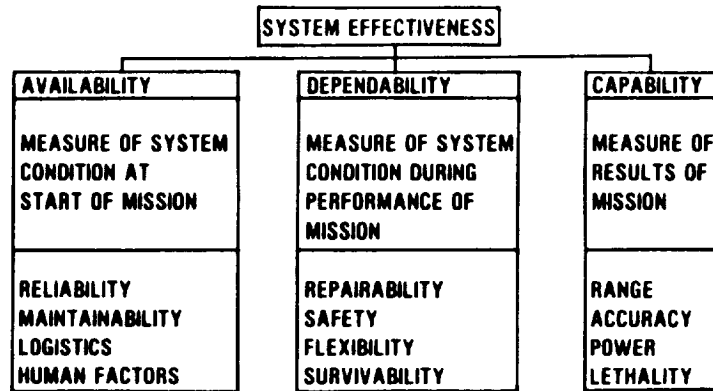 SYSTEM EFFECTIVENESS
AVAILABILITY
MEASURE OF SYSTEM
CONDITION AT
START OF MISSION
RELIABILITY
MAINTAINABILITY
LOGISTICS
HUMAN FACTORS
DEPENDABILITY
MEASURE OF SYSTEM
CONDITION DURING
PERFORMANCE OF
MISSION
REPAIRABILITY
SAFETY
FLEXIBILITY
SURVIVABILITY
CAPABILITY
MEASURE OF
RESULTS OF
MISSION
RANGE
ACCURACY
POWER
LETHALITY